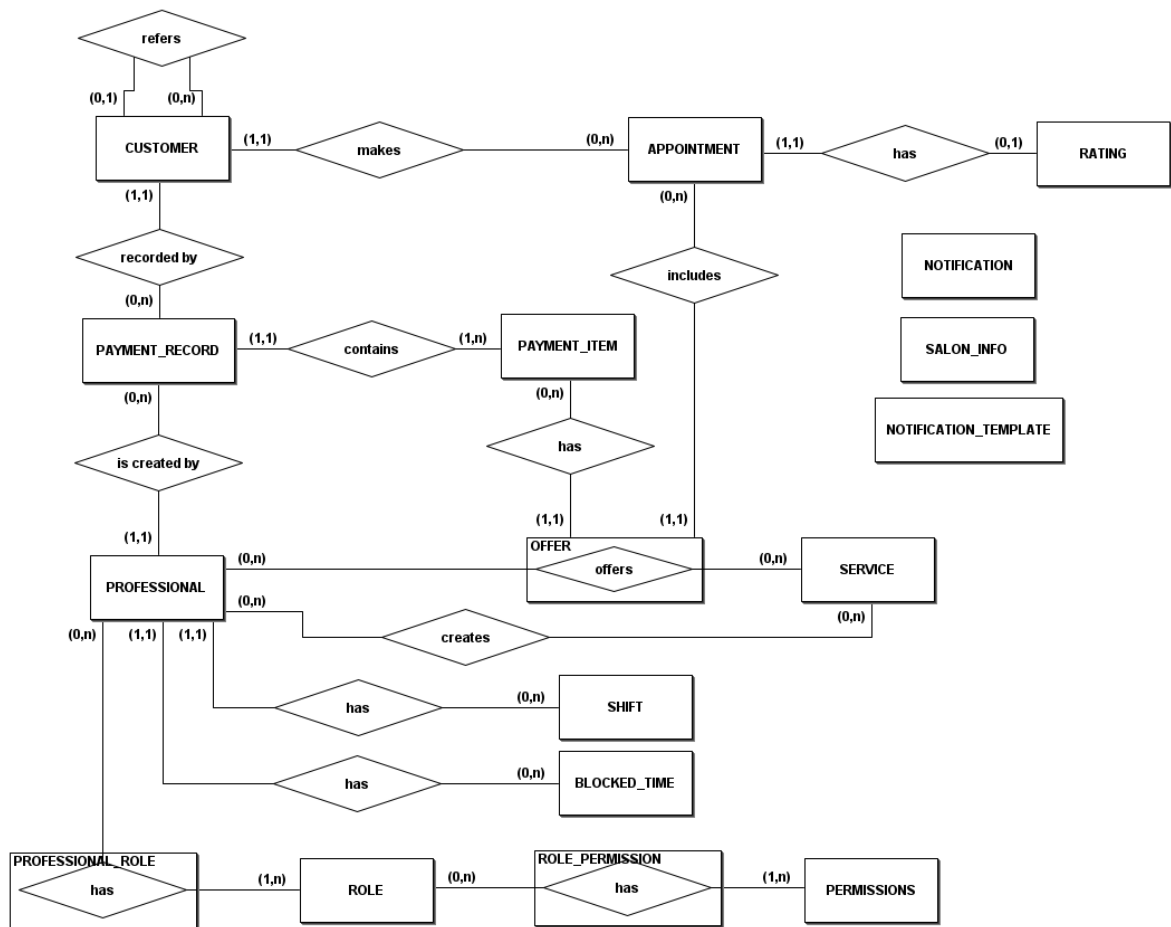 refers
(0,1) (0,n)
CUSTOMER (1,1) makes (0,n) APPOINTMENT (1,1) has (0,1) RATING
(1,1) (0,n)
recorded by includes NOTIFICATION
(0,n)
PAYMENT_RECORD (1,1) contains (1,n) PAYMENT_ITEM SALON_INFO
(0,n) (0,n)
NOTIFICATION_TEMPLATE
is created by has
(1,1) (1,1) (1,1)
OFFER
PROFESSIONAL (0,n) offers (0,n) SERVICE
(0,n) creates (0,n)
(0,n) (1,1) (1,1)
has (0,n) SHIFT
has (0,n) BLOCKED_TIME
PROFESSIONAL_ROLE ROLE_PERMISSION
has (1,n) ROLE (0,n) has (1,n) PERMISSIONS